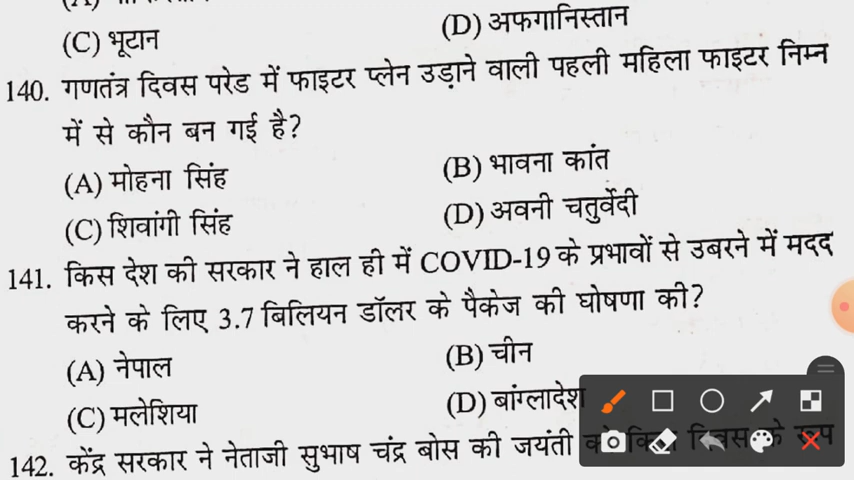 (C) भूटान
(D) अफगानिस्तान
140. गणतंत्र दिवस परेड में फाइटर प्लेन उड़ाने वाली पहली महिला फाइटर निम्न
में से कौन बन गई है?
(A) मोहना सिंह
(B) भावना कांत
(C) शिवांगी सिंह
(D) अवनी चतुर्वेदी
141. किस देश की सरकार ने हाल ही में COVID-19 के प्रभावों से उबरने में मदद
करने के लिए 3.7 बिलियन डॉलर के पैकेज की घोषणा की?
(A) नेपाल
(B) चीन
(C) मलेशिया
(D) बांग्लादेश
142. केंद्र सरकार ने नेताजी सुभाष चंद्र बोस की जयंती को किस दिवस के रूप